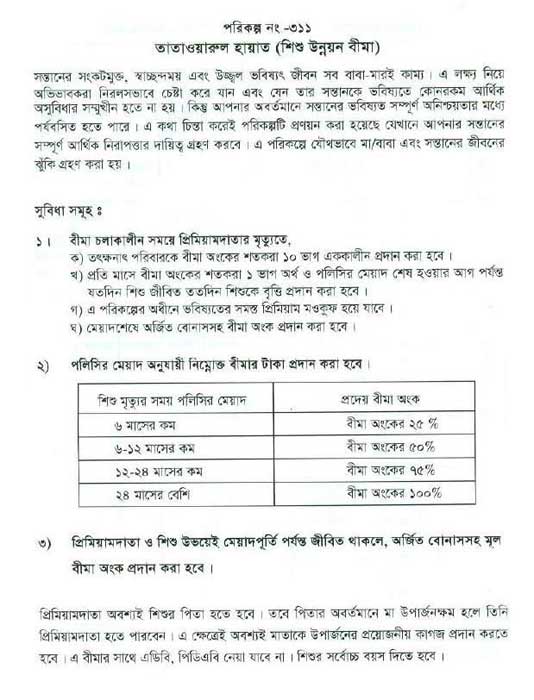 পরিকল্প নং -৩১১
তাতাওয়ারুল হায়াত (শিশু উন্নয়ন বীমা)
সন্তানের সংকটমুক্ত, স্বাচ্ছন্দময় এবং উজ্জ্বল ভবিষ্যৎ জীবন সব বাবা-মারই কাম্য। এ লক্ষ্য নিয়ে
অভিভাবকরা নিরলসভাবে চেষ্টা করে যান এবং যেন তার সন্তানকে ভবিষ্যতে কোনরকম আর্থিক
অসুবিধার সম্মুখীন হতে না হয়। কিন্তু আপনার অবর্তমানে সন্তানের ভবিষ্যত সম্পূর্ণ অনিশ্চয়তার মধ্যে
পর্যবসিত হতে পারে। এ কথা চিন্তা করেই পরিকল্পটি প্রণয়ন করা হয়েছে যেখানে আপনার সন্তানের
সম্পূর্ণ আর্থিক নিরাপত্তার দায়িত্ব গ্রহণ করবে। এ পরিকল্পে যৌথভাবে মা/বাবা এবং সন্তানের জীবনের
ঝুঁকি গ্রহণ করা হয়।
সুবিধা সমূহ ঃ
১। বীমা চলাকালীন সময়ে প্রিমিয়ামদাতার মৃত্যুতে,
ক) তৎক্ষনাৎ পরিবারকে বীমা অংকের শতকরা ১০ ভাগ এককালীন প্রদান করা হবে।
খ) প্রতি মাসে বীমা অংকের শতকরা ১ ভাগ অর্থ ও পলিসির মেয়াদ শেষ হওয়ার আগ পর্যন্ত
যতদিন শিশু জীবিত ততদিন শিশুকে বৃত্তি প্রদান করা হবে।
গ) এ পরিকল্পের অধীনে ভবিষ্যতের সমস্ত প্রিমিয়াম মওকুফ হয়ে যাবে।
ঘ) মেয়াদশেষে অর্জিত বোনাসসহ বীমা অংক প্রদান করা হবে।
২) পলিসির মেয়াদ অনুযায়ী নিম্নোক্ত বীমার টাকা প্রদান করা হবে।
শিশু মৃত্যুর সময় পলিসির মেয়াদ প্রদেয় বীমা অংক
৬ মাসের কম বীমা অংকের ২৫ %
৬-১২ মাসের কম বীমা অংকের ৫০%
১২-২৪ মাসের কম বীমা অংকের ৭৫%
২৪ মাসের বেশি বীমা অংকের ১০০%
৩) প্রিমিয়ামদাতা ও শিশু উভয়েই মেয়াদপূর্তি পর্যন্ত জীবিত থাকলে, অর্জিত বোনাসসহ মূল
বীমা অংক প্রদান করা হবে।
প্রিমিয়ামদাতা অবশ্যই শিশুর পিতা হতে হবে। তবে পিতার অবর্তমানে মা উপার্জনক্ষম হলে তিনি
প্রিমিয়ামদাতা হতে পারবেন। এ ক্ষেত্রেই অবশ্যই মাতাকে উপার্জনের প্রয়োজনীয় কাগজ প্রদান করতে
হবে। এ বীমার সাথে এডিবি, পিডিএবি নেয়া যাবে না। শিশুর সর্বোচ্চ বয়স দিতে হবে।